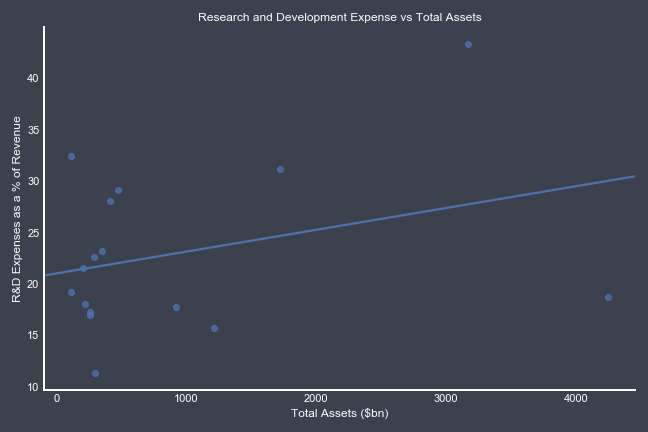 Research and Development Expense vs Total Assets
R&D Expenses as a % of Revenue
40
35
30
25
20
15
10
0 1000 2000 3000 4000
Total Assets ($bn)